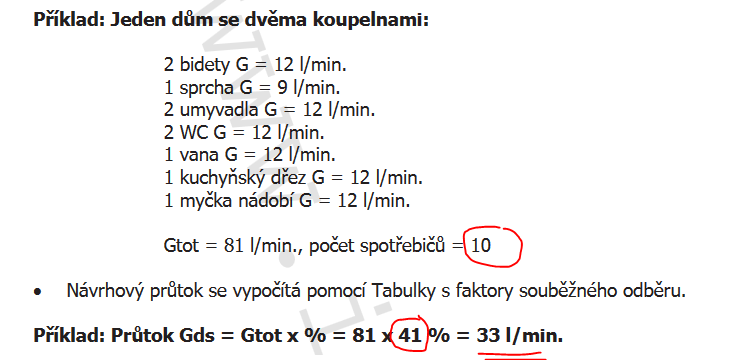 Příklad: Jeden dům se dvěma koupelnami:
2 bidety G = 12 l/min.
1 sprcha G = 9 l/min.
2 umyvadla G = 12 l/min.
2 WC G = 12 l/min.
1 vana G = 12 l/min.
1 kuchyňský dřez G = 12 l/min.
1 myčka nádobí G = 12 l/min.
Gtot = 81 l/min., počet spotřebičů = 10
• Návrhový průtok se vypočítá pomocí Tabulky s faktory souběžného odběru.
Příklad: Průtok Gds = Gtot x % = 81 x 41 % = 33 l/min.